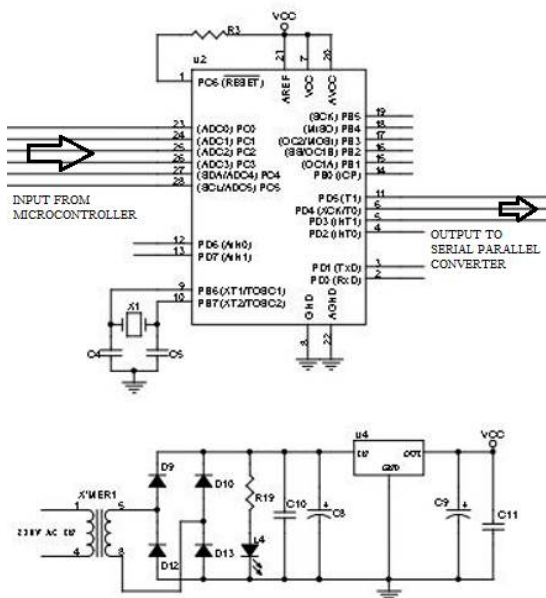 VCC
R3
u2
21
7
20
AREF
VCC
AVCC
1 PC6 (RESET)
23 (ADC0) PC0
24 (ADC1) PC1
25 (ADC2) PC2
26 (ADC3) PC3
27 (SDA/ADC4) PC4
28 (SCL/ADC5) PC5
(SCK) PB5 19
(MISO) PB4 18
(OC2/MOSI) PB3 17
(SS/OC1B) PB2 16
(OC1A) PB1 15
PB0 (ICP) 14
INPUT FROM
MICROCONTROLLER
PD5 (T1) 11
PD4 (XCK/T0) 6
PD3 (INT1) 5
PD2 (INT0) 4
OUTPUT TO
SERIAL PARALLEL
CONVERTER
12 PD6 (AIN0)
13 PD7 (AIN1)
PD1 (TxD) 3
PD0 (RxD) 2
9 PB6 (XT1/TOSC1)
10 PB7 (XT2/TOSC2)
X1
C4
C5
GND
AGND
8
22
u4
VCC
IN
OUT
GND
D9
D10
R19
C10
C8
C9
C11
X'MER1
1
5
230V AC IN
4
8
D12
D13
L4